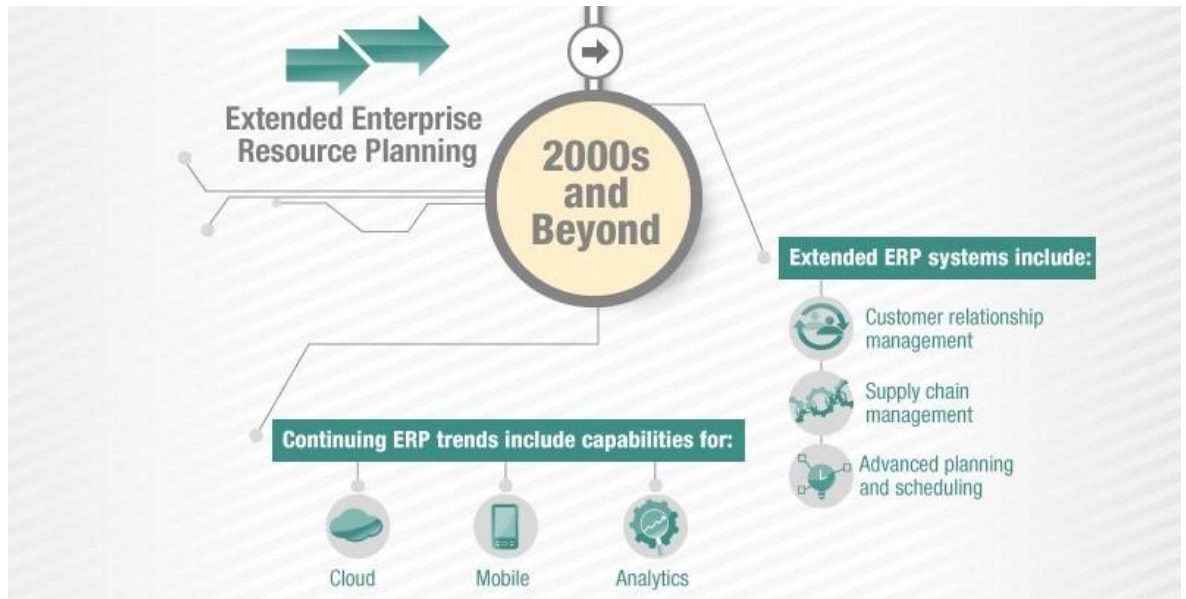 Extended Enterprise
Resource Planning
2000s
and
Beyond
Extended ERP systems include:
Customer relationship
management
Supply chain
management
Advanced planning
and scheduling
Continuing ERP trends include capabilities for:
Cloud
Mobile
Analytics